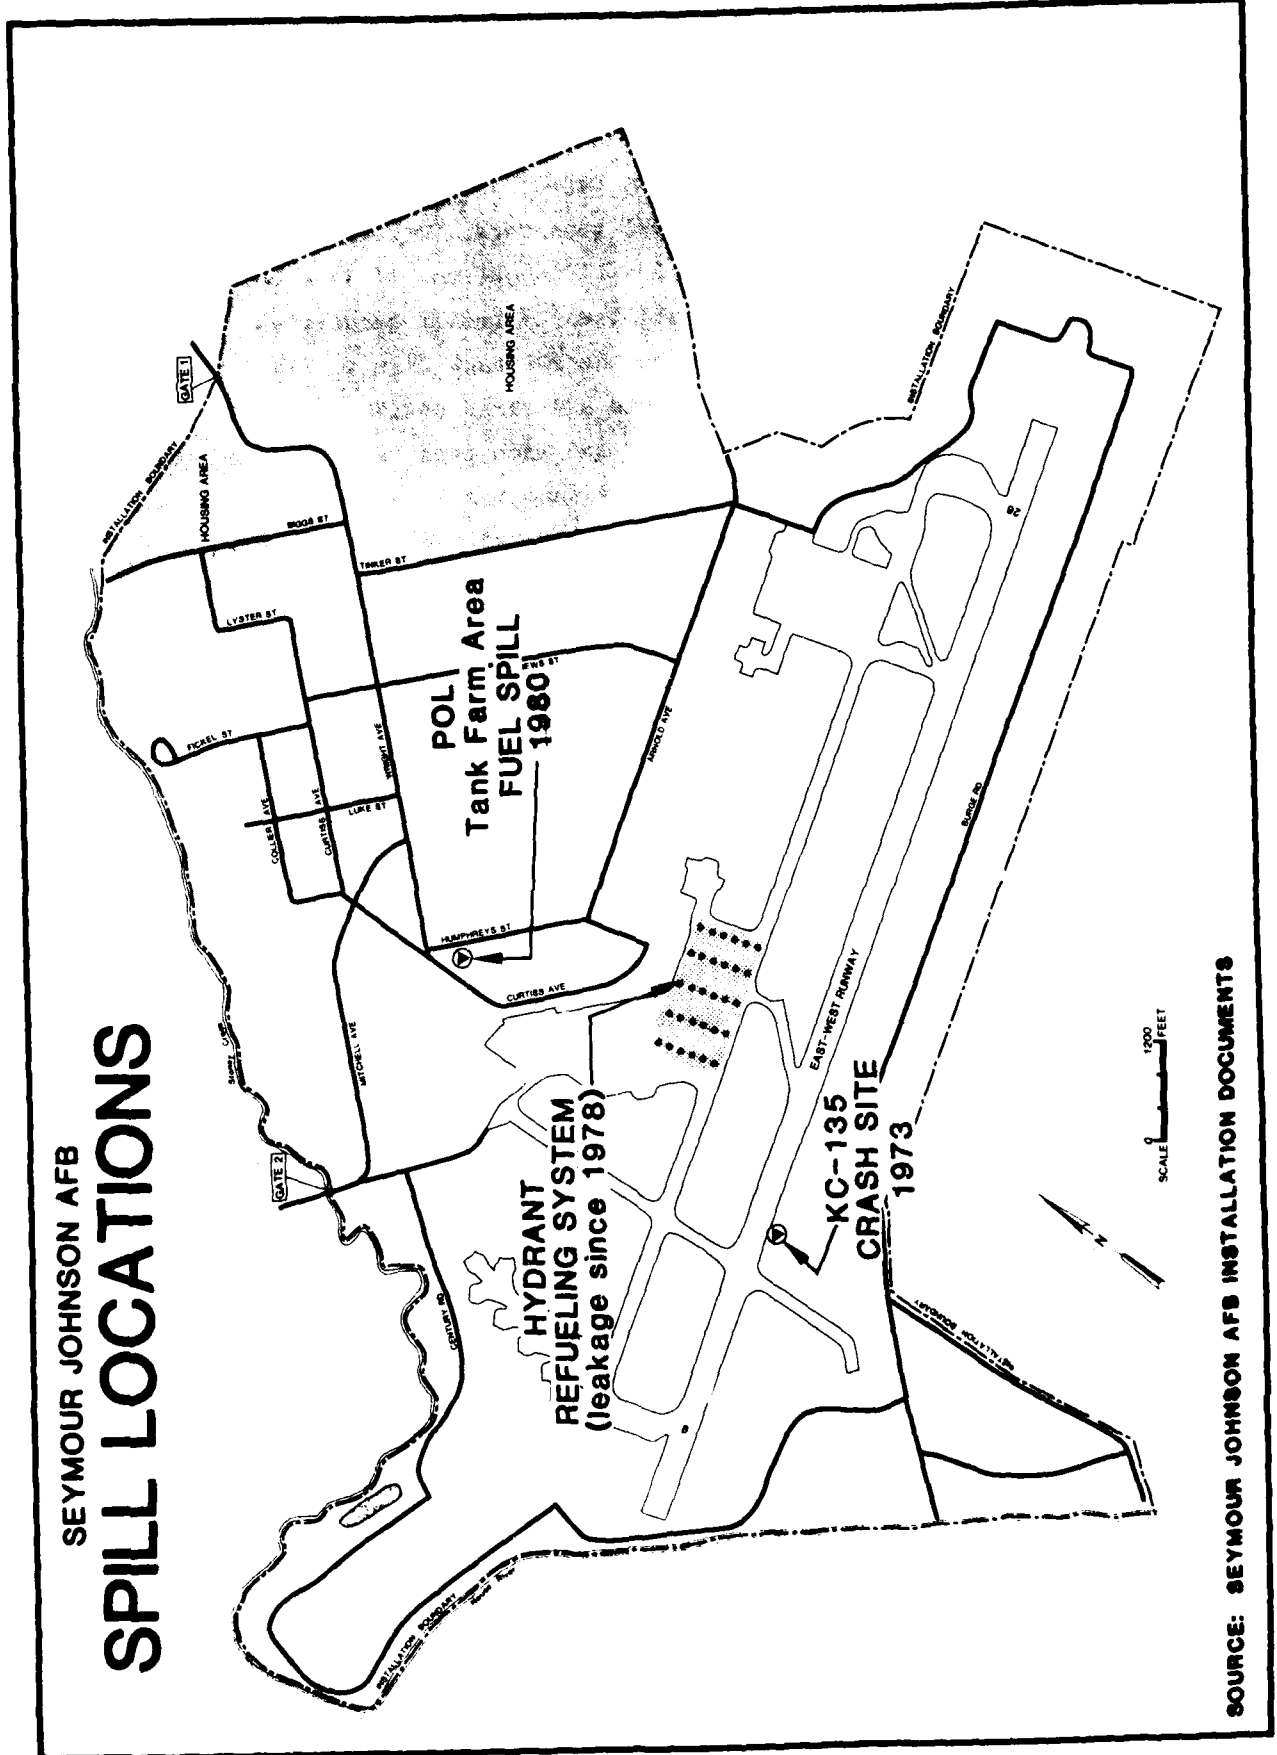 SEYMOUR JOHNSON AFB
SPILL LOCATIONS
GATE 2
GATE 1
INSTALLATION BOUNDARY
HOUSING AREA
BIGGS ST
LYSTER ST
FICKEL ST
COLLIER AVE
CURTISS AVE
LUKE ST
WRIGHT AVE
TINKER ST
HOUSING AREA
MITCHELL AVE
CENTURY RD
POL
Tank Farm Area
FUEL SPILL
1980
EWS ST
HUMPHREYS ST
CURTISS AVE
ARNOLD AVE
INSTALLATION BOUNDARY
HYDRANT
REFUELING SYSTEM
(leakage since 1978)
INSTALLATION BOUNDARY
8
26
EAST-WEST RUNWAY
BURGE RD
KC-135
CRASH SITE
1973
INSTALLATION BOUNDARY
N
SCALE 0 1200 FEET
SOURCE: SEYMOUR JOHNSON AFB INSTALLATION DOCUMENTS